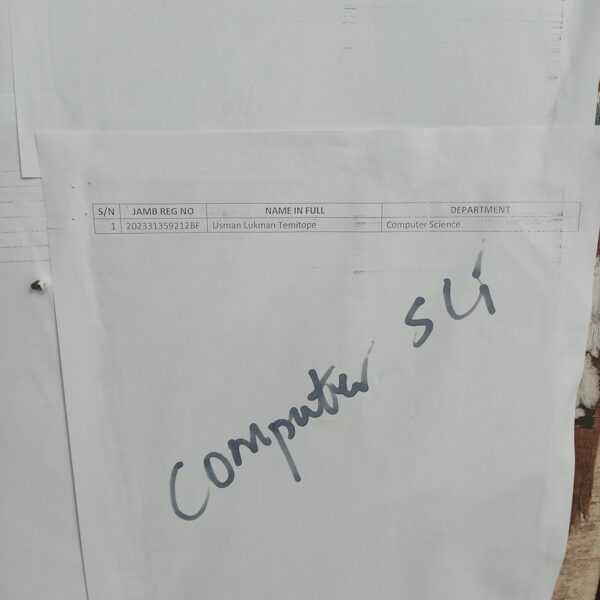 S/N JAMB REG NO NAME IN FULL DEPARTMENT
1 202331359212BF Usman Lukman Temitope Computer Science
Computer Sci